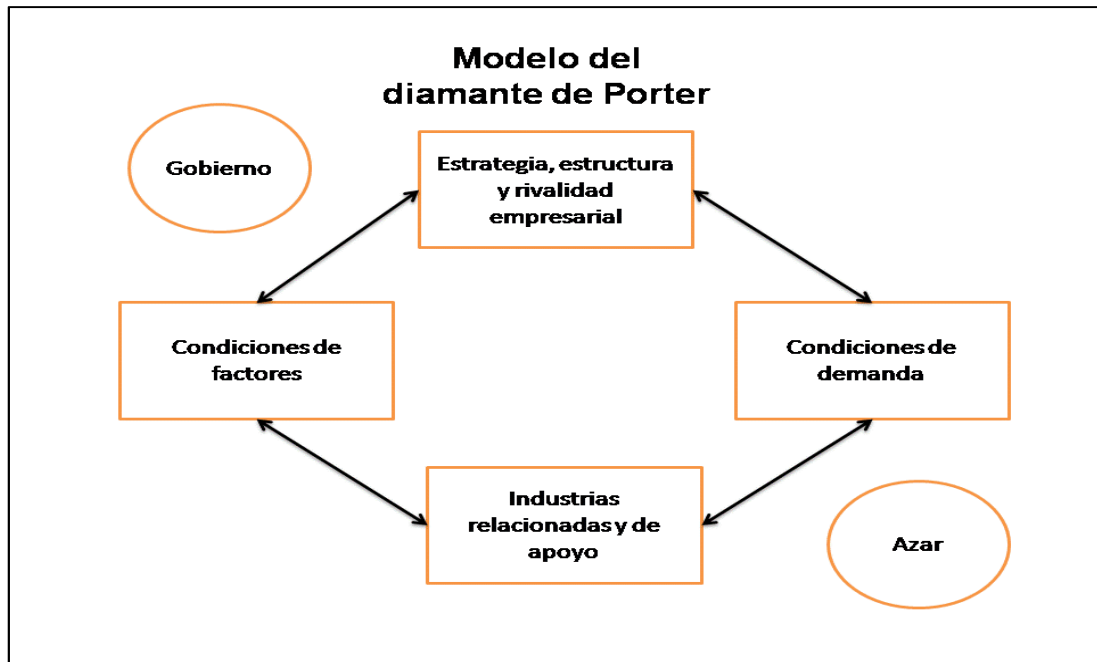 Modelo del
diamante de Porter
Gobierno
Estrategia, estructura
y rivalidad
empresarial
Condiciones de
factores
Condiciones de
demanda
Industrias
relacionadas y de
apoyo
Azar